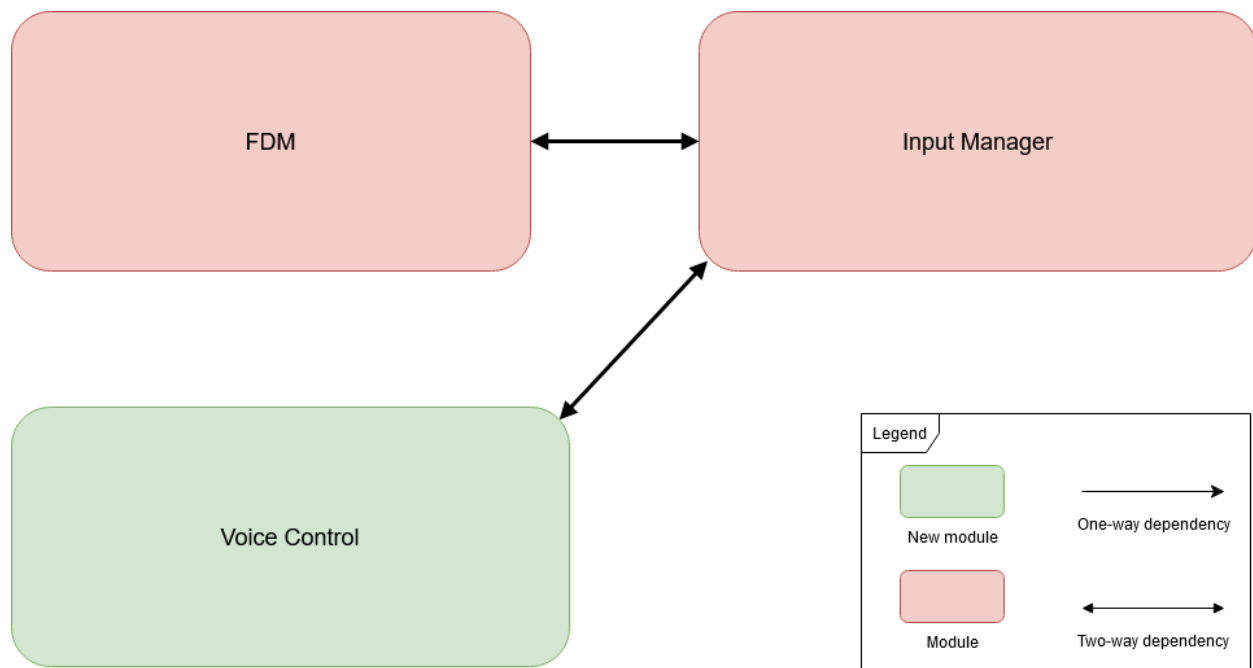 FDM
Input Manager
Voice Control
Legend
New module
One-way dependency
Module
Two-way dependency